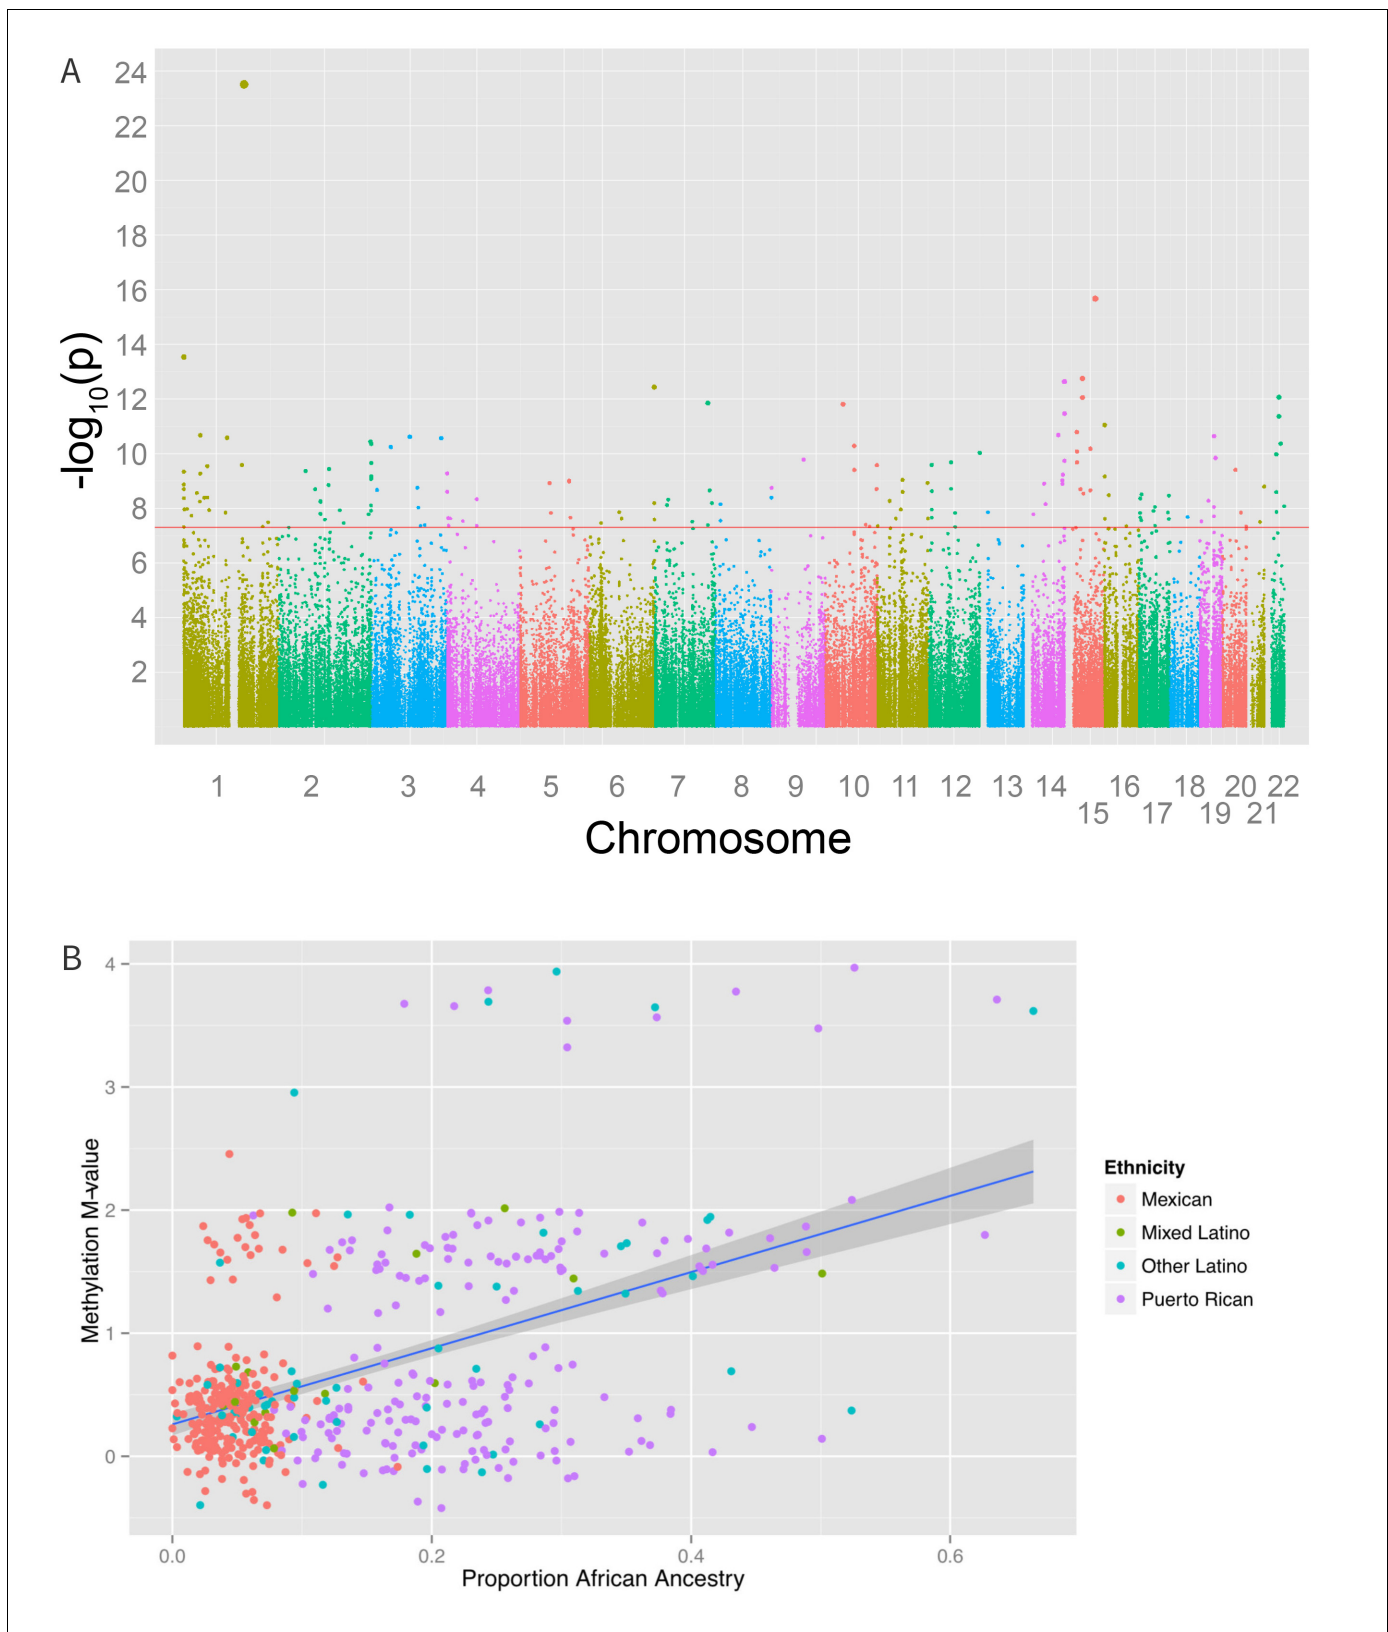 A
24
22
20
18
16
14
12
10
8
6
4
2
-log10(p)
1 2 3 4 5 6 7 8 9 10 11 12 13 14 16 18 20 22
15 17 19 21
Chromosome
B
4
3
2
1
0
Methylation M-value
0.0 0.2 0.4 0.6
Proportion African Ancestry
Ethnicity
Mexican
Mixed Latino
Other Latino
Puerto Rican